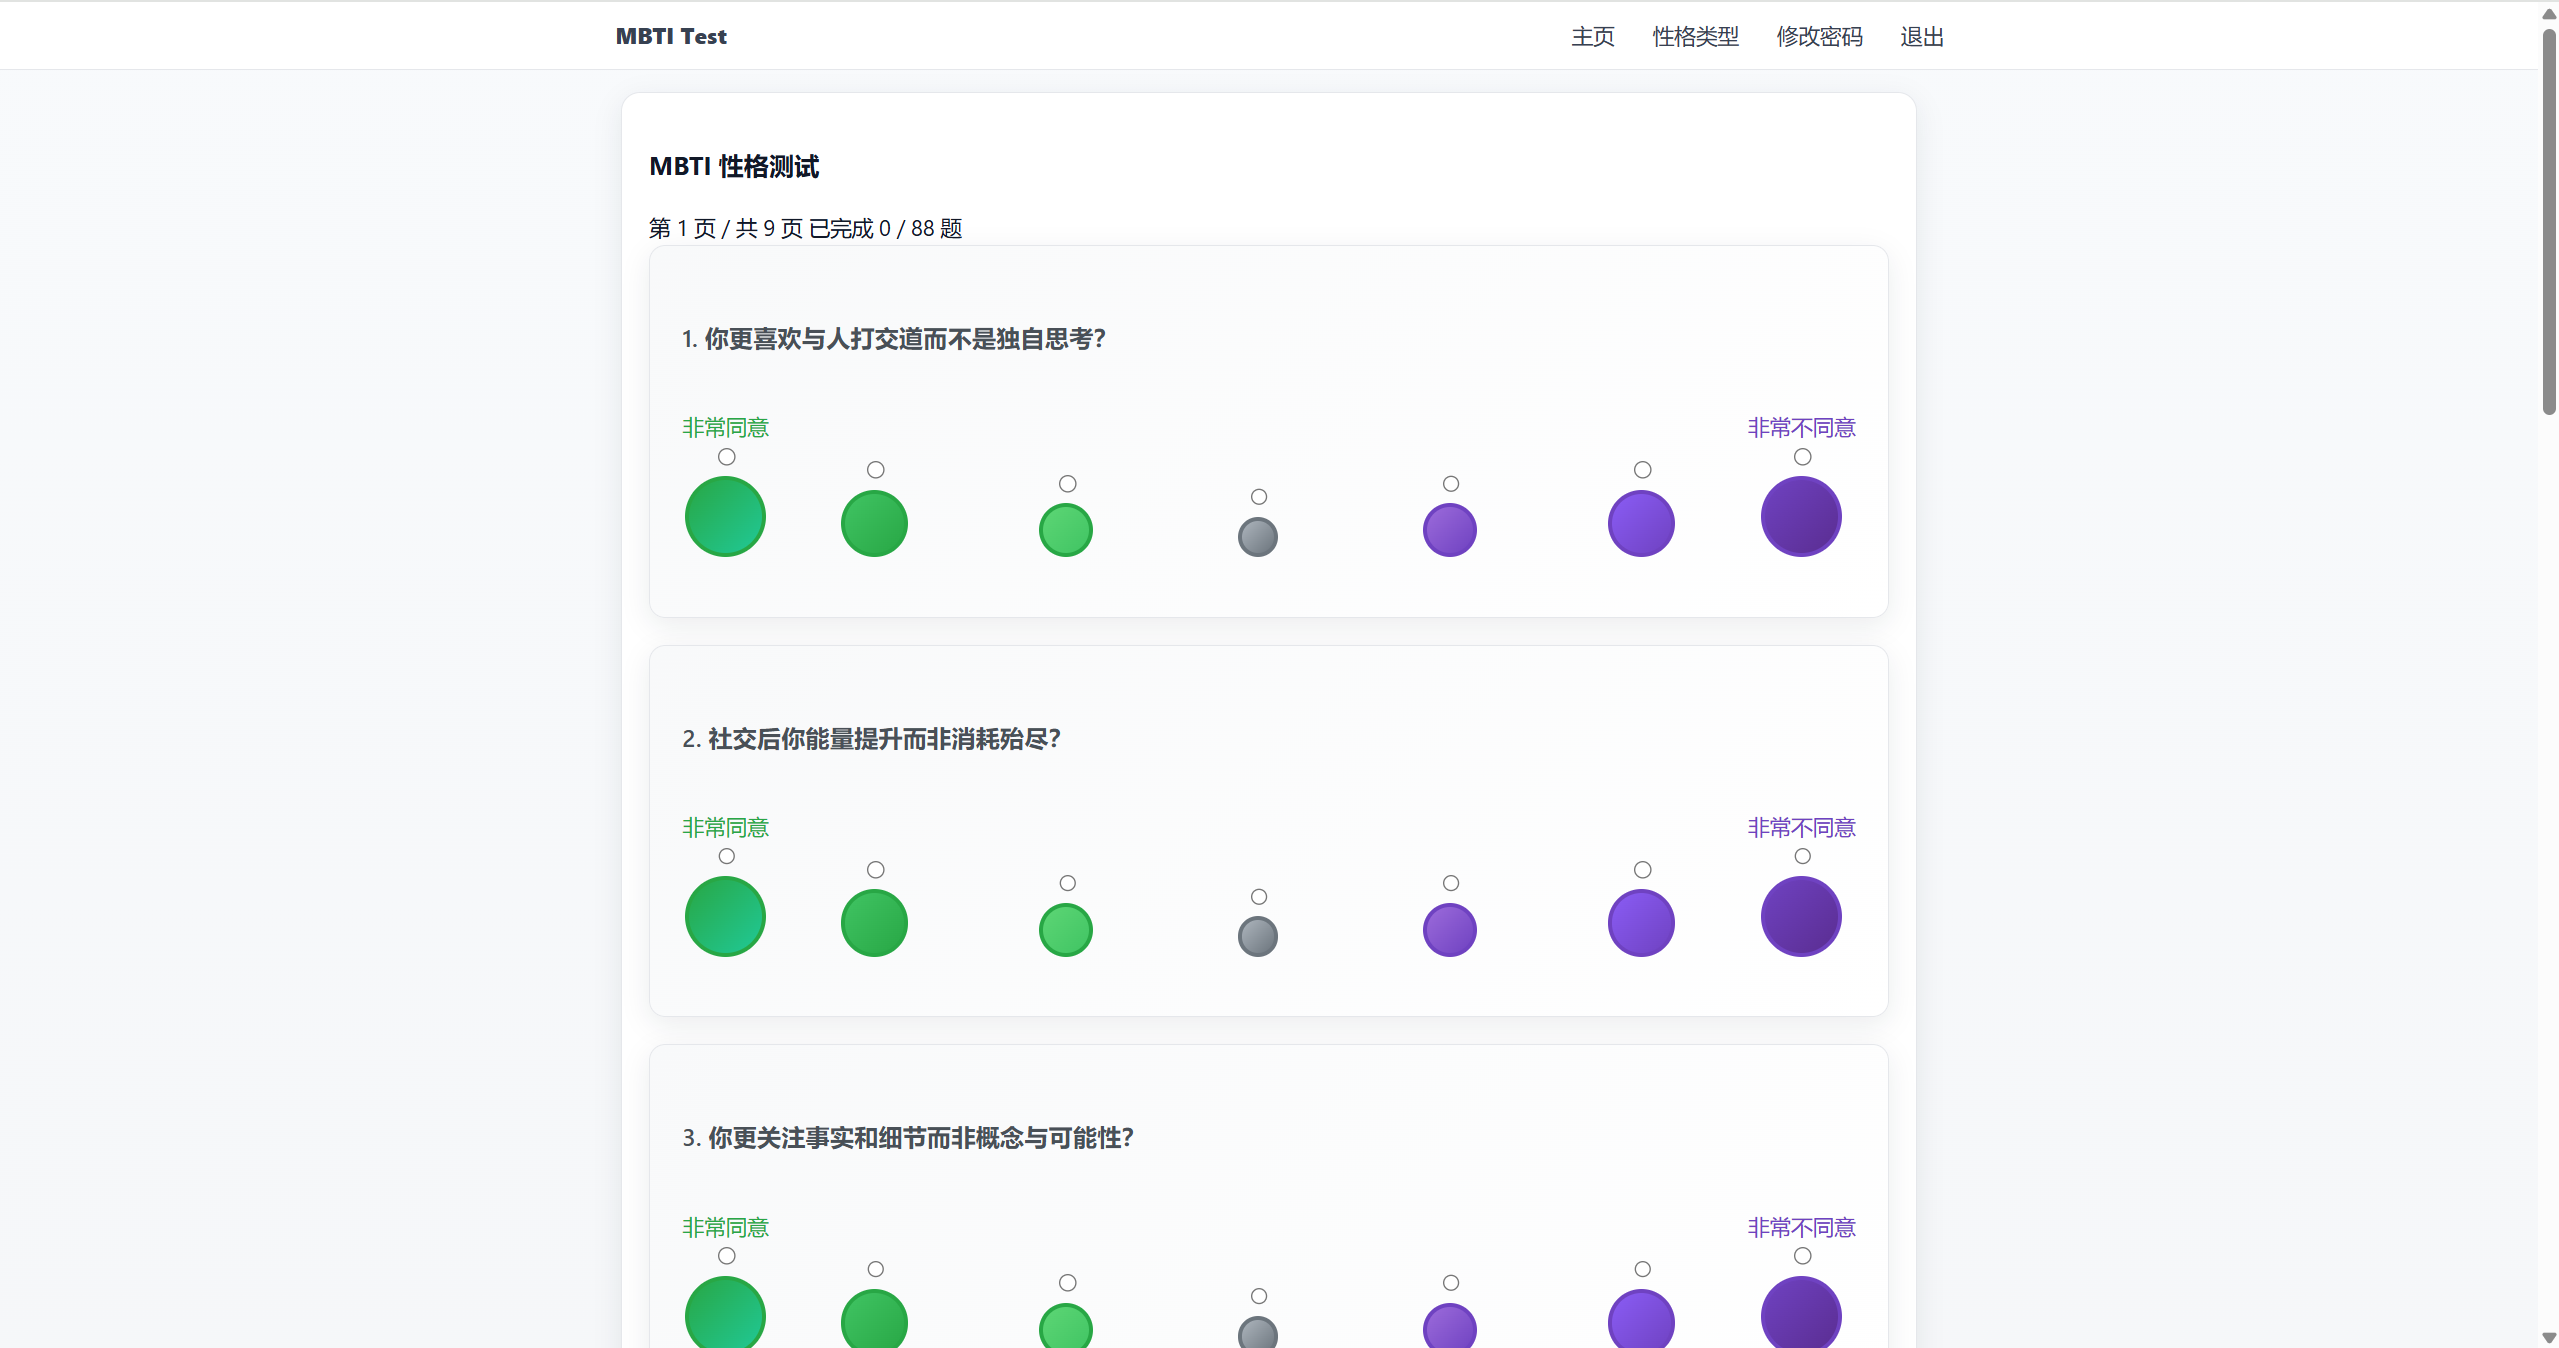 MBTI Test
主页 性格类型 修改密码 退出
MBTI 性格测试
第 1 页 / 共 9 页 已完成 0 / 88 题
1. 你更喜欢与人打交道而不是独自思考？
非常同意 非常不同意
2. 社交后你能量提升而非消耗殆尽？
非常同意 非常不同意
3. 你更关注事实和细节而非概念与可能性？
非常同意 非常不同意